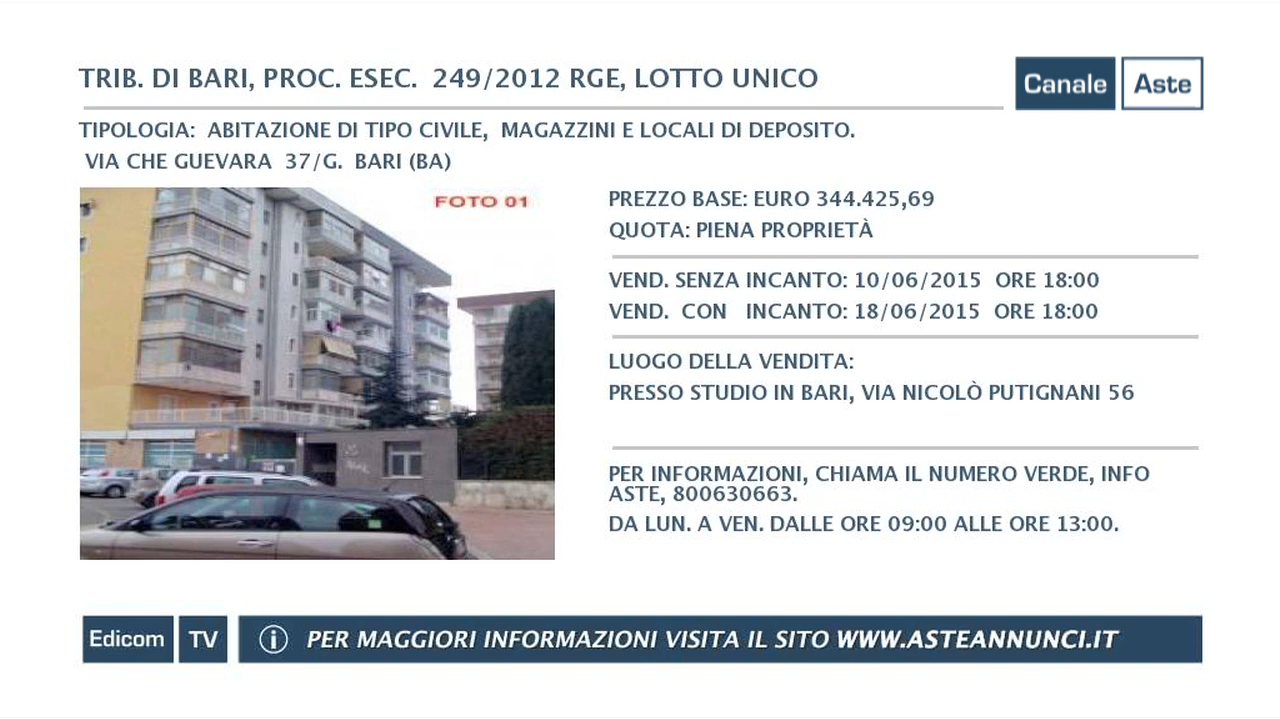 TRIB. DI BARI, PROC. ESEC. 249/2012 RGE, LOTTO UNICO
Canale Aste
TIPOLOGIA: ABITAZIONE DI TIPO CIVILE, MAGAZZINI E LOCALI DI DEPOSITO.
VIA CHE GUEVARA 37/G. BARI (BA)
FOTO 01
PREZZO BASE: EURO 344.425,69
QUOTA: PIENA PROPRIETÀ
VEND. SENZA INCANTO: 10/06/2015 ORE 18:00
VEND. CON INCANTO: 18/06/2015 ORE 18:00
LUOGO DELLA VENDITA:
PRESSO STUDIO IN BARI, VIA NICOLÒ PUTIGNANI 56
PER INFORMAZIONI, CHIAMA IL NUMERO VERDE, INFO
ASTE, 800630663.
DA LUN. A VEN. DALLE ORE 09:00 ALLE ORE 13:00.
Edicom TV
PER MAGGIORI INFORMAZIONI VISITA IL SITO WWW.ASTEANNUNCI.IT